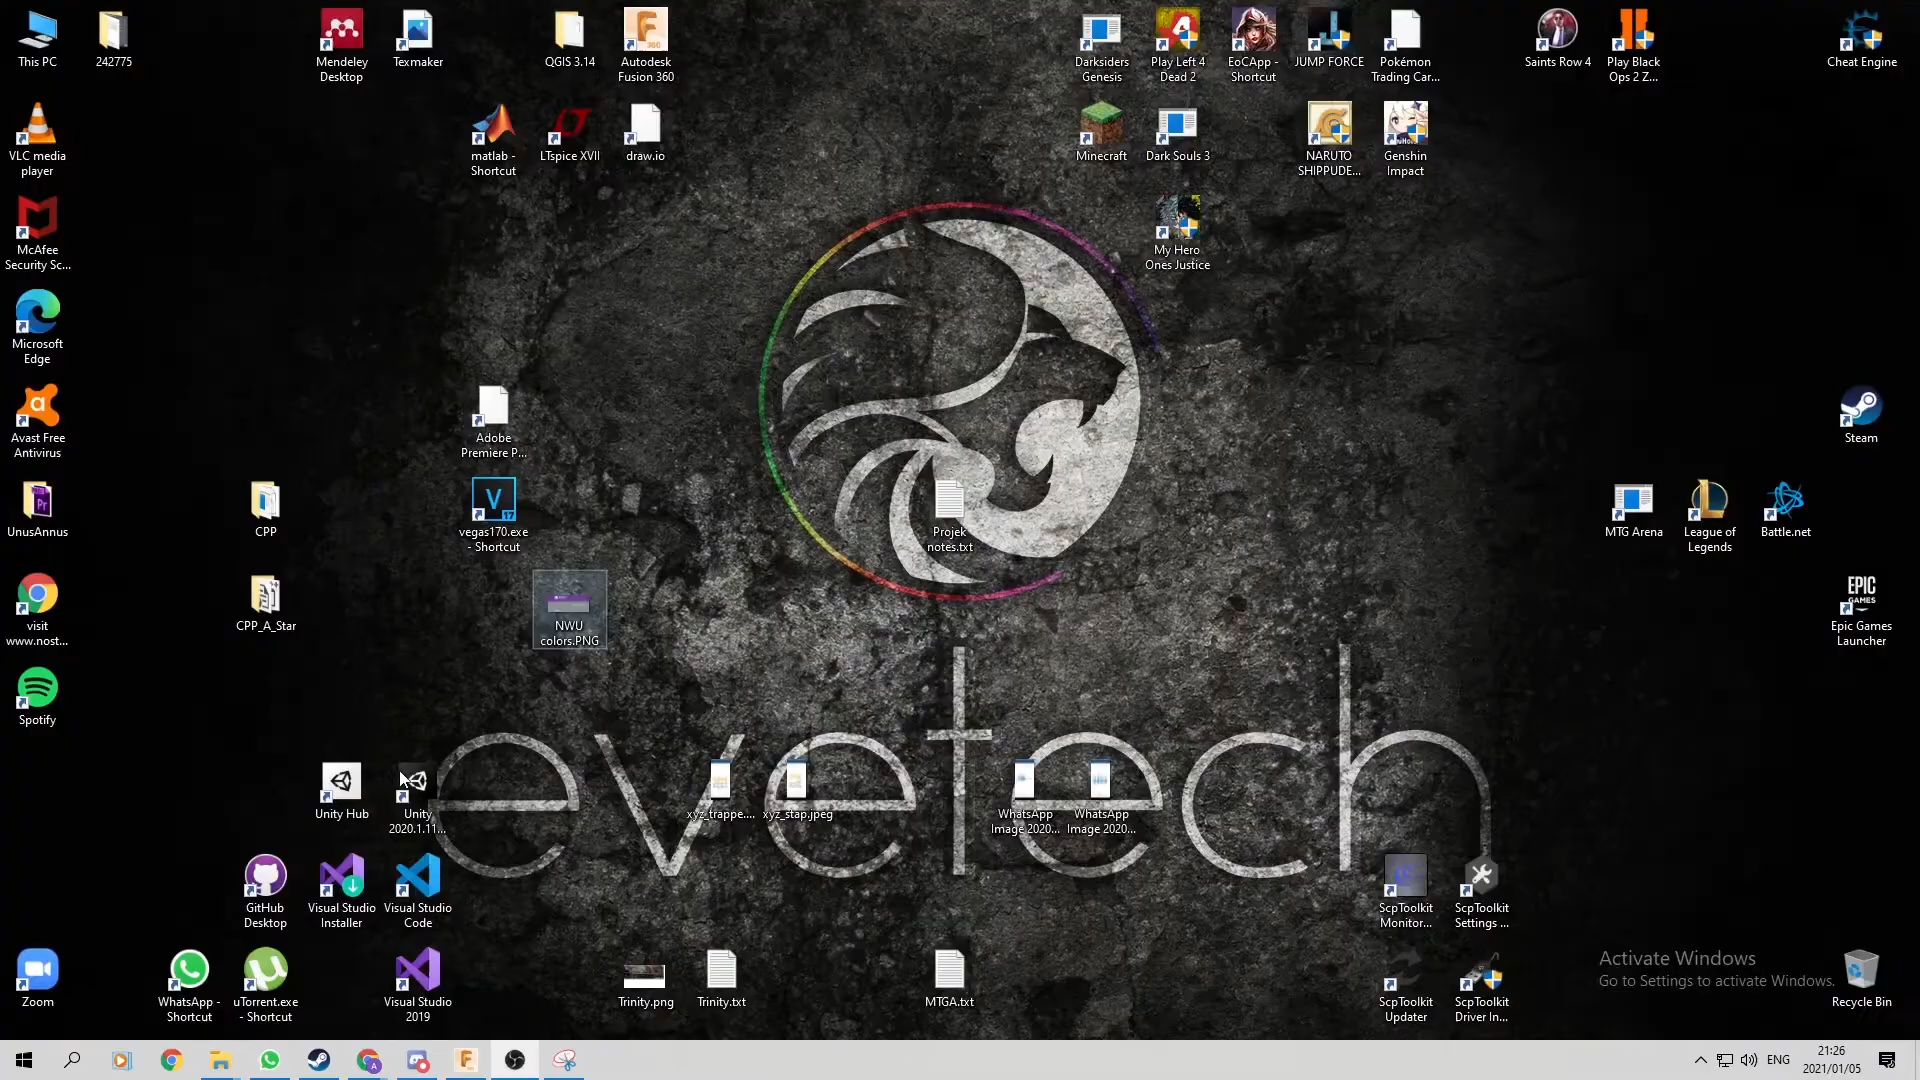 This PC
242775
Mendeley
Desktop
Texmaker
QGIS 3.14
Autodesk
Fusion 360
Darksiders
Genesis
Play Left 4
Dead 2
EoCApp -
Shortcut
JUMP FORCE
Pokémon
Trading Car...
Saints Row 4
Play Black
Ops 2 Z...
Cheat Engine
VLC media
player
matlab -
Shortcut
LTspice XVII
draw.io
Minecraft
Dark Souls 3
NARUTO
SHIPPUDE...
Genshin
Impact
McAfee
Security Sc...
My Hero
Ones Justice
Microsoft
Edge
Avast Free
Antivirus
Adobe
Premiere P...
Steam
UnusAnnus
CPP
vegas170.exe
- Shortcut
Projek
notes.txt
MTG Arena
League of
Legends
Battle.net
visit
www.nost...
CPP_A_Star
NWU
colors.PNG
EPIC
GAMES
Epic Games
Launcher
Spotify
evetech
Unity Hub
Unity
2020.1.11...
xyz_trappe....
xyz_stap.jpeg
WhatsApp
Image 2020...
WhatsApp
Image 2020...
GitHub
Desktop
Visual Studio
Installer
Visual Studio
Code
ScpToolkit
Monitor...
ScpToolkit
Settings ...
Activate Windows
Go to Settings to activate Windows.
Zoom
WhatsApp -
Shortcut
uTorrent.exe
- Shortcut
Visual Studio
2019
Trinity.png
Trinity.txt
MTGA.txt
ScpToolkit
Updater
ScpToolkit
Driver In...
Recycle Bin
ENG
21:26
2021/01/05